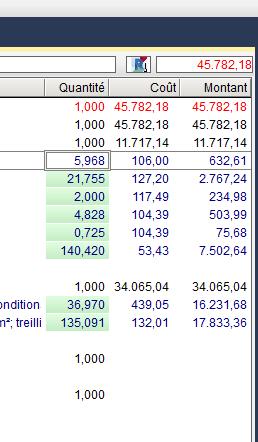 45.782,18
Quantité Coût Montant
1,000 45.782,18 45.782,18
1,000 45.782,18 45.782,18
1,000 11.717,14 11.717,14
5,968 106,00 632,61
21,755 127,20 2.767,24
2,000 117,49 234,98
4,828 104,39 503,99
0,725 104,39 75,68
140,420 53,43 7.502,64
1,000 34.065,04 34.065,04
ondition 36,970 439,05 16.231,68
m²; treilli 135,091 132,01 17.833,36
1,000
1,000